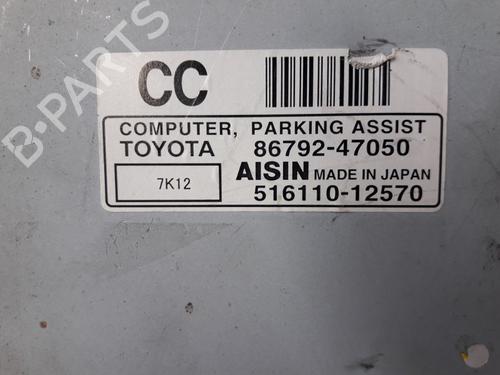 B-PARTS
CC
COMPUTER, PARKING ASSIST
TOYOTA 86792-47050
7K12
AISIN MADE IN JAPAN
516110-12570